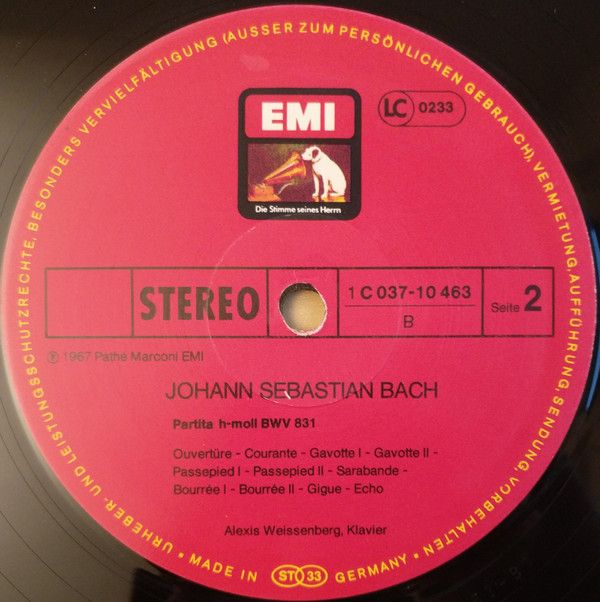 URHEBER- UND LEISTUNGSSCHUTZRECHTE, BESONDERS VERVIELFÄLTIGUNG (AUSSER ZUM PERSÖNLICHEN GEBRAUCH), VERMIETUNG, AUFFÜHRUNG, SENDUNG, VORBEHALTEN
EMI
LC 0233
Die Stimme seines Herrn
STEREO
1 C 037-10 463
B
Seite 2
Ⓟ 1967 Pathé Marconi EMI
JOHANN SEBASTIAN BACH
Partita h-moll BWV 831
Ouvertüre - Courante - Gavotte I - Gavotte II -
Passepied I - Passepied II - Sarabande -
Bourrée I - Bourrée II - Gigue - Echo
Alexis Weissenberg, Klavier
• MADE IN ST 33 GERMANY •